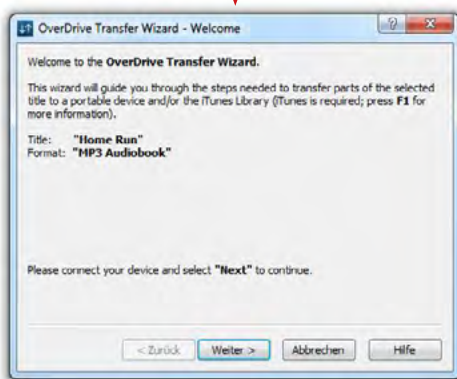 OverDrive Transfer Wizard - Welcome
Welcome to the OverDrive Transfer Wizard.
This wizard will guide you through the steps needed to transfer parts of the selected
title to a portable device and/or the iTunes Library (iTunes is required; press F1 for
more information).
Title: "Home Run"
Format: "MP3 Audiobook"
Please connect your device and select "Next" to continue.
< Zurück Weiter > Abbrechen Hilfe